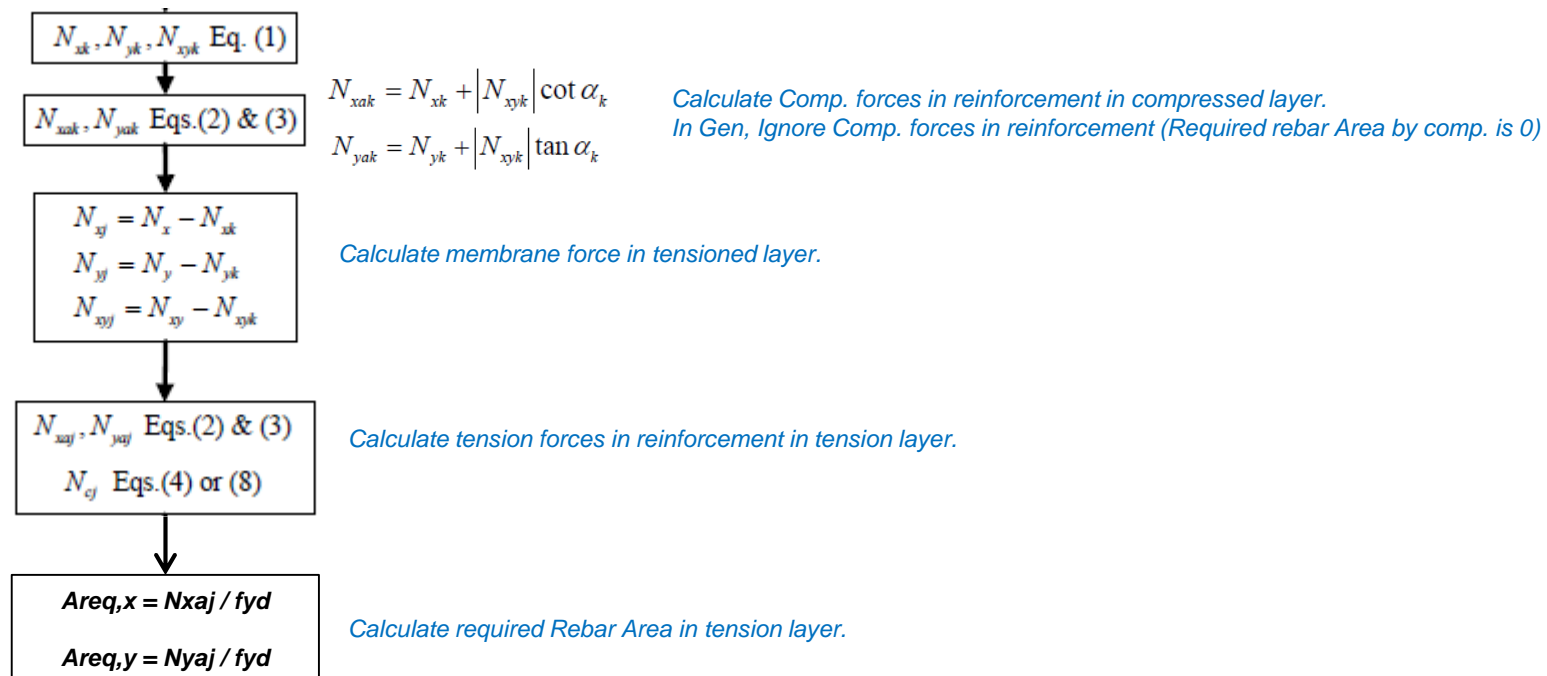 N_xk, N_yk, N_xyk Eq. (1)
N_xak, N_yak Eqs.(2) & (3)
N_xak = N_xk + |N_xyk| cot α_k
N_yak = N_yk + |N_xyk| tan α_k
Calculate Comp. forces in reinforcement in compressed layer.
In Gen, Ignore Comp. forces in reinforcement (Required rebar Area by comp. is 0)
N_xj = N_x − N_xk
N_yj = N_y − N_yk
N_xyj = N_xy − N_xyk
Calculate membrane force in tensioned layer.
N_xaj, N_yaj Eqs.(2) & (3)
N_cj Eqs.(4) or (8)
Calculate tension forces in reinforcement in tension layer.
Areq,x = Nxaj / fyd
Areq,y = Nyaj / fyd
Calculate required Rebar Area in tension layer.